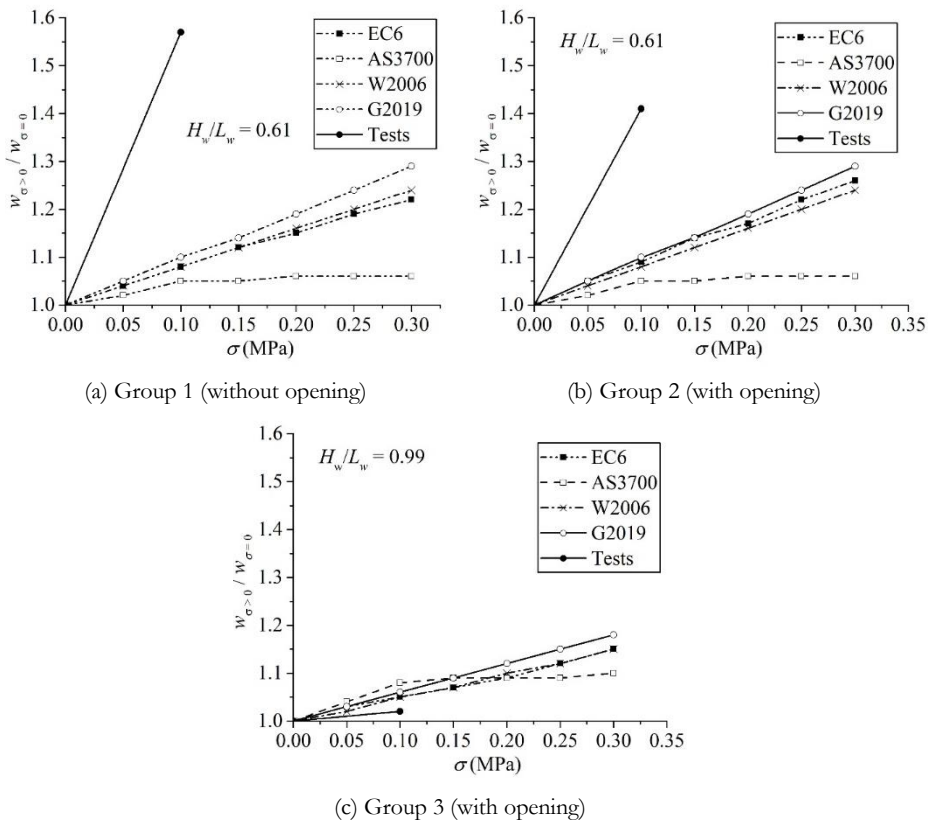 1.6
1.5
1.4
1.3
1.2
1.1
1.0
0.00 0.05 0.10 0.15 0.20 0.25 0.30
w σ>0 / w σ=0
σ (MPa)
H_w/L_w = 0.61
EC6
AS3700
W2006
G2019
Tests
(a) Group 1 (without opening)
1.6
1.5
1.4
1.3
1.2
1.1
1.0
0.00 0.05 0.10 0.15 0.20 0.25 0.30 0.35
w σ>0 / w σ=0
σ (MPa)
H_w/L_w = 0.61
EC6
AS3700
W2006
G2019
Tests
(b) Group 2 (with opening)
1.6
1.5
1.4
1.3
1.2
1.1
1.0
0.00 0.05 0.10 0.15 0.20 0.25 0.30 0.35
w σ>0 / w σ=0
σ (MPa)
H_w/L_w = 0.99
EC6
AS3700
W2006
G2019
Tests
(c) Group 3 (with opening)